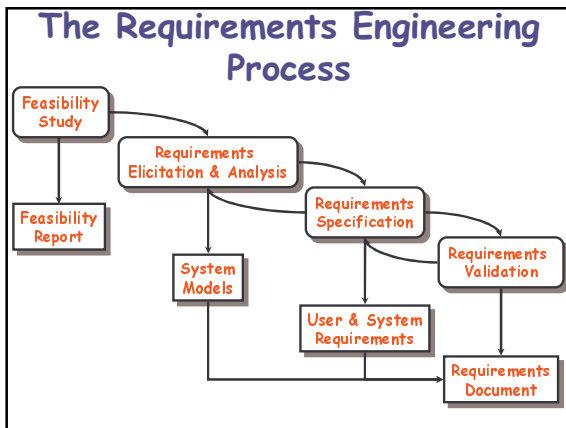 The Requirements Engineering
Process
Feasibility
Study
Requirements
Elicitation & Analysis
Requirements
Specification
Feasibility
Report
Requirements
Validation
System
Models
User & System
Requirements
Requirements
Document